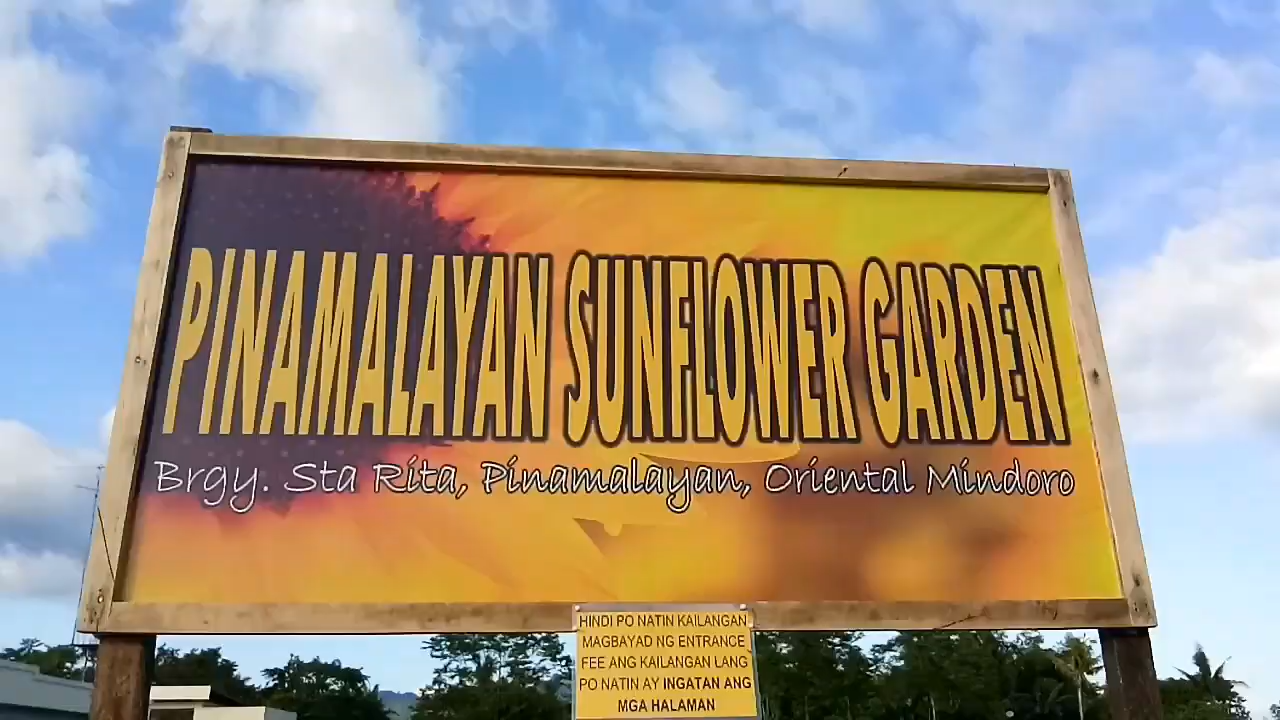 PINAMALAYAN SUNFLOWER GARDEN
Brgy. Sta Rita, Pinamalayan, Oriental Mindoro
HINDI PO NATIN KAILANGAN
MAGBAYAD NG ENTRANCE
FEE ANG KAILANGAN LANG
PO NATIN AY INGATAN ANG
MGA HALAMAN